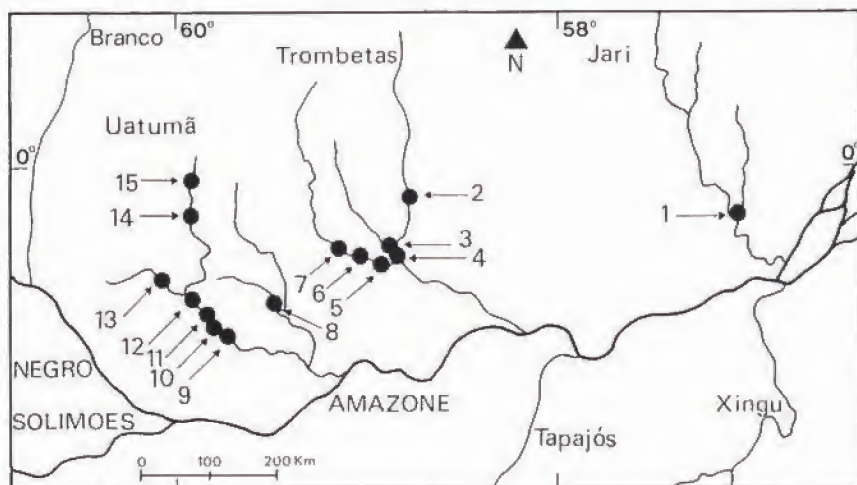 Branco
60°
Trombetas
N
58°
Jari
Uatumã
0°
0°
15
14
2
1
3
4
7
6
5
13
8
12
11
10
9
NEGRO
SOLIMOES
AMAZONE
Tapajós
Xingu
0 100 200 Km